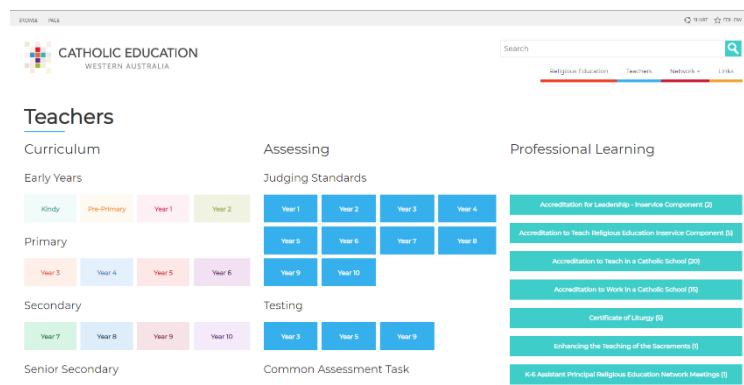 BROWSE PAGE
SHARE FOLLOW
CATHOLIC EDUCATION
WESTERN AUSTRALIA
Search
Religious Education Teachers Network Links
Teachers
Curriculum
Early Years
Kindy Pre-Primary Year 1 Year 2
Primary
Year 3 Year 4 Year 5 Year 6
Secondary
Year 7 Year 8 Year 9 Year 10
Senior Secondary
Assessing
Judging Standards
Year 1 Year 2 Year 3 Year 4
Year 5 Year 6 Year 7 Year 8
Year 9 Year 10
Testing
Year 3 Year 5 Year 9
Common Assessment Task
Professional Learning
Accreditation for Leadership - Inservice Component (2)
Accreditation to Teach Religious Education Inservice Component (5)
Accreditation to Teach in a Catholic School (20)
Accreditation to Work in a Catholic School (15)
Certificate of Liturgy (5)
Enhancing the Teaching of the Sacraments (1)
K-6 Assistant Principal Religious Education Network Meetings (1)